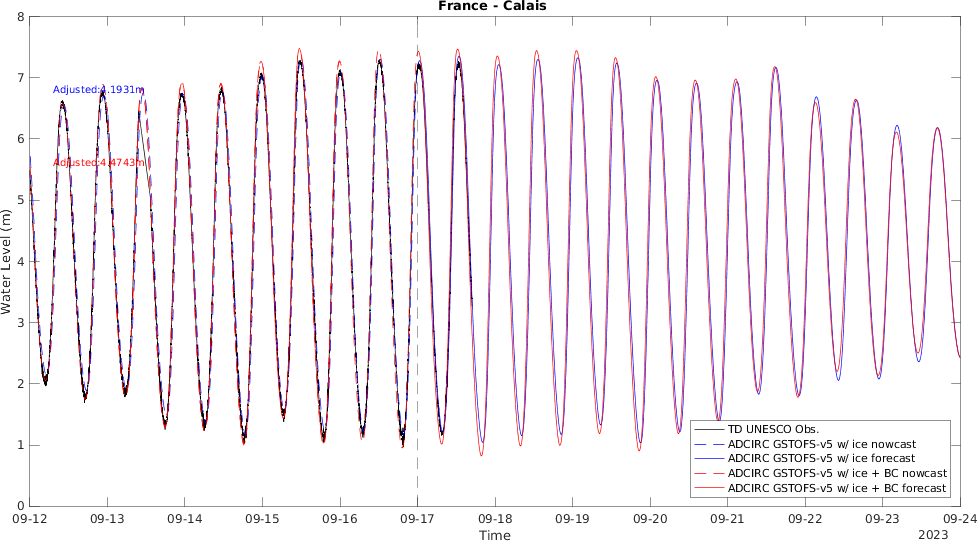 France - Calais
8
7
6
5
4
3
2
1
0
Water Level (m)
Adjusted:4.1931m
Adjusted:4.4743m
TD UNESCO Obs.
ADCIRC GSTOFS-v5 w/ ice nowcast
ADCIRC GSTOFS-v5 w/ ice forecast
ADCIRC GSTOFS-v5 w/ ice + BC nowcast
ADCIRC GSTOFS-v5 w/ ice + BC forecast
09-12 09-13 09-14 09-15 09-16 09-17 09-18 09-19 09-20 09-21 09-22 09-23 09-24
Time
2023